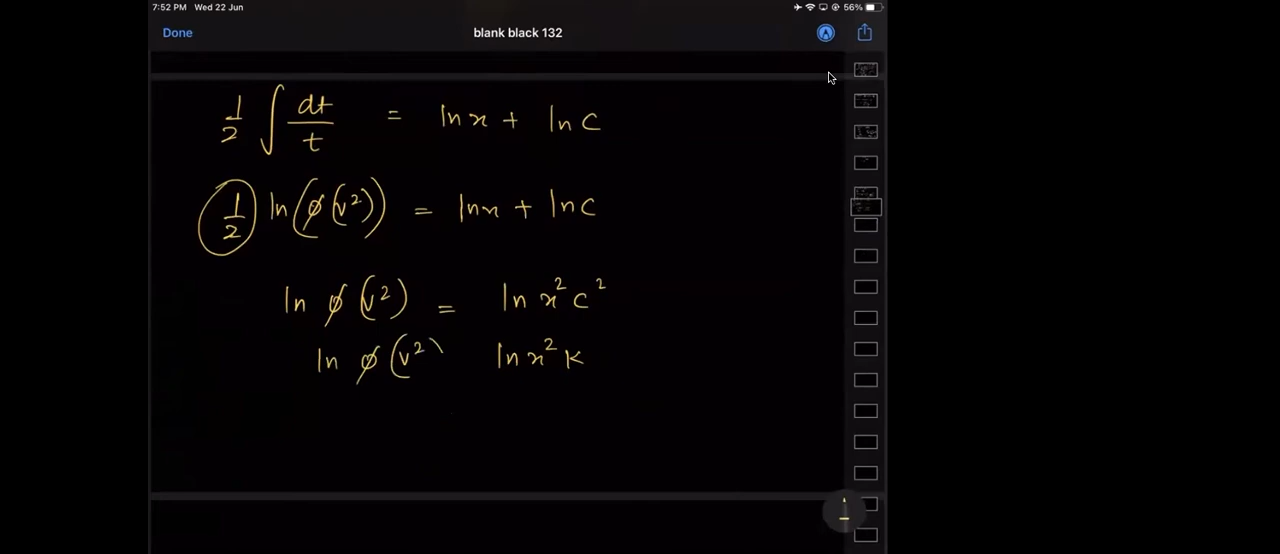 7:52 PM Wed 22 Jun 56%
Done blank black 132
1/2 ∫ dt/t = ln x + ln c
1/2 ln(ϕ(v²)) = ln x + ln c
ln ϕ(v²) = ln x² c²
ln ϕ(v²) ln x² k